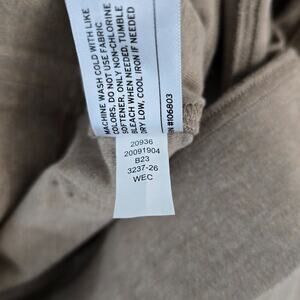 MACHINE WASH COLD WITH LIKE
COLORS, DO NOT USE FABRIC
SOFTENER, ONLY NON-CHLORINE
BLEACH WHEN NEEDED, TUMBLE
DRY LOW, COOL IRON IF NEEDED
#106803
20936
20091904
B23
3237-26
WEC